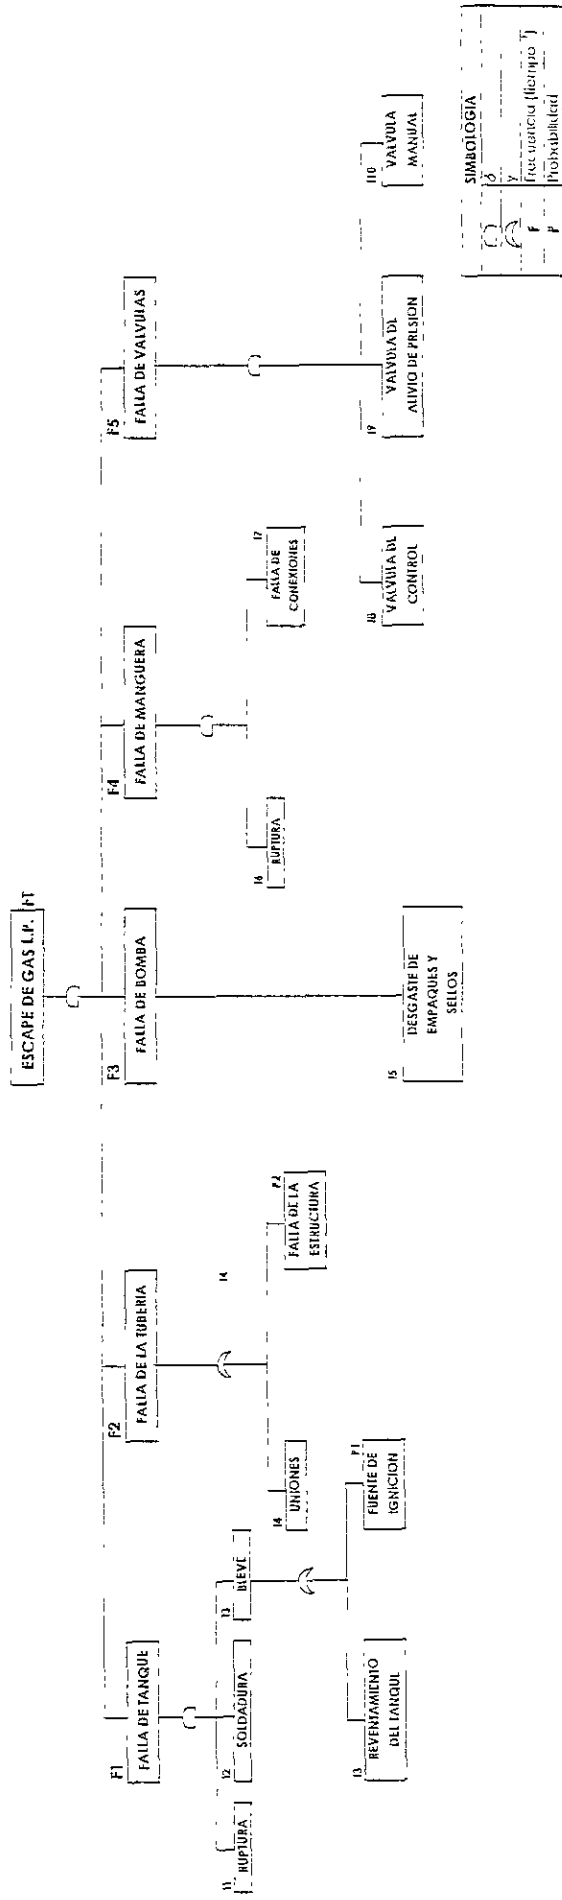 ESCAPE DE GAS L.P. FT
F1
FALLA DE TANQUE
F2
FALLA DE LA TUBERIA
F3
FALLA DE BOMBA
F4
FALLA DE MANGUERA
F5
FALLA DE VALVULAS
I1
RUPTURA
I2
SOLDADURA
I3
BLEVE
I4
I4
UNIONES
P2
FALLA DE LA
ESTRUCTURA
I3
REVENTAMIENTO
DEL TANQUE
P1
FUENTE DE
IGNICION
I5
DESGASTE DE
EMPAQUES Y
SELLOS
I6
RUPTURA
I7
FALLA DE
CONEXIONES
I8
VALVULA DE
CONTROL
I9
VALVULA DE
ALIVIO DE PRESION
I10
VALVULA
MANUAL
SIMBOLOGIA
Y
F Frecuencia (tiempo
P Probabilidad